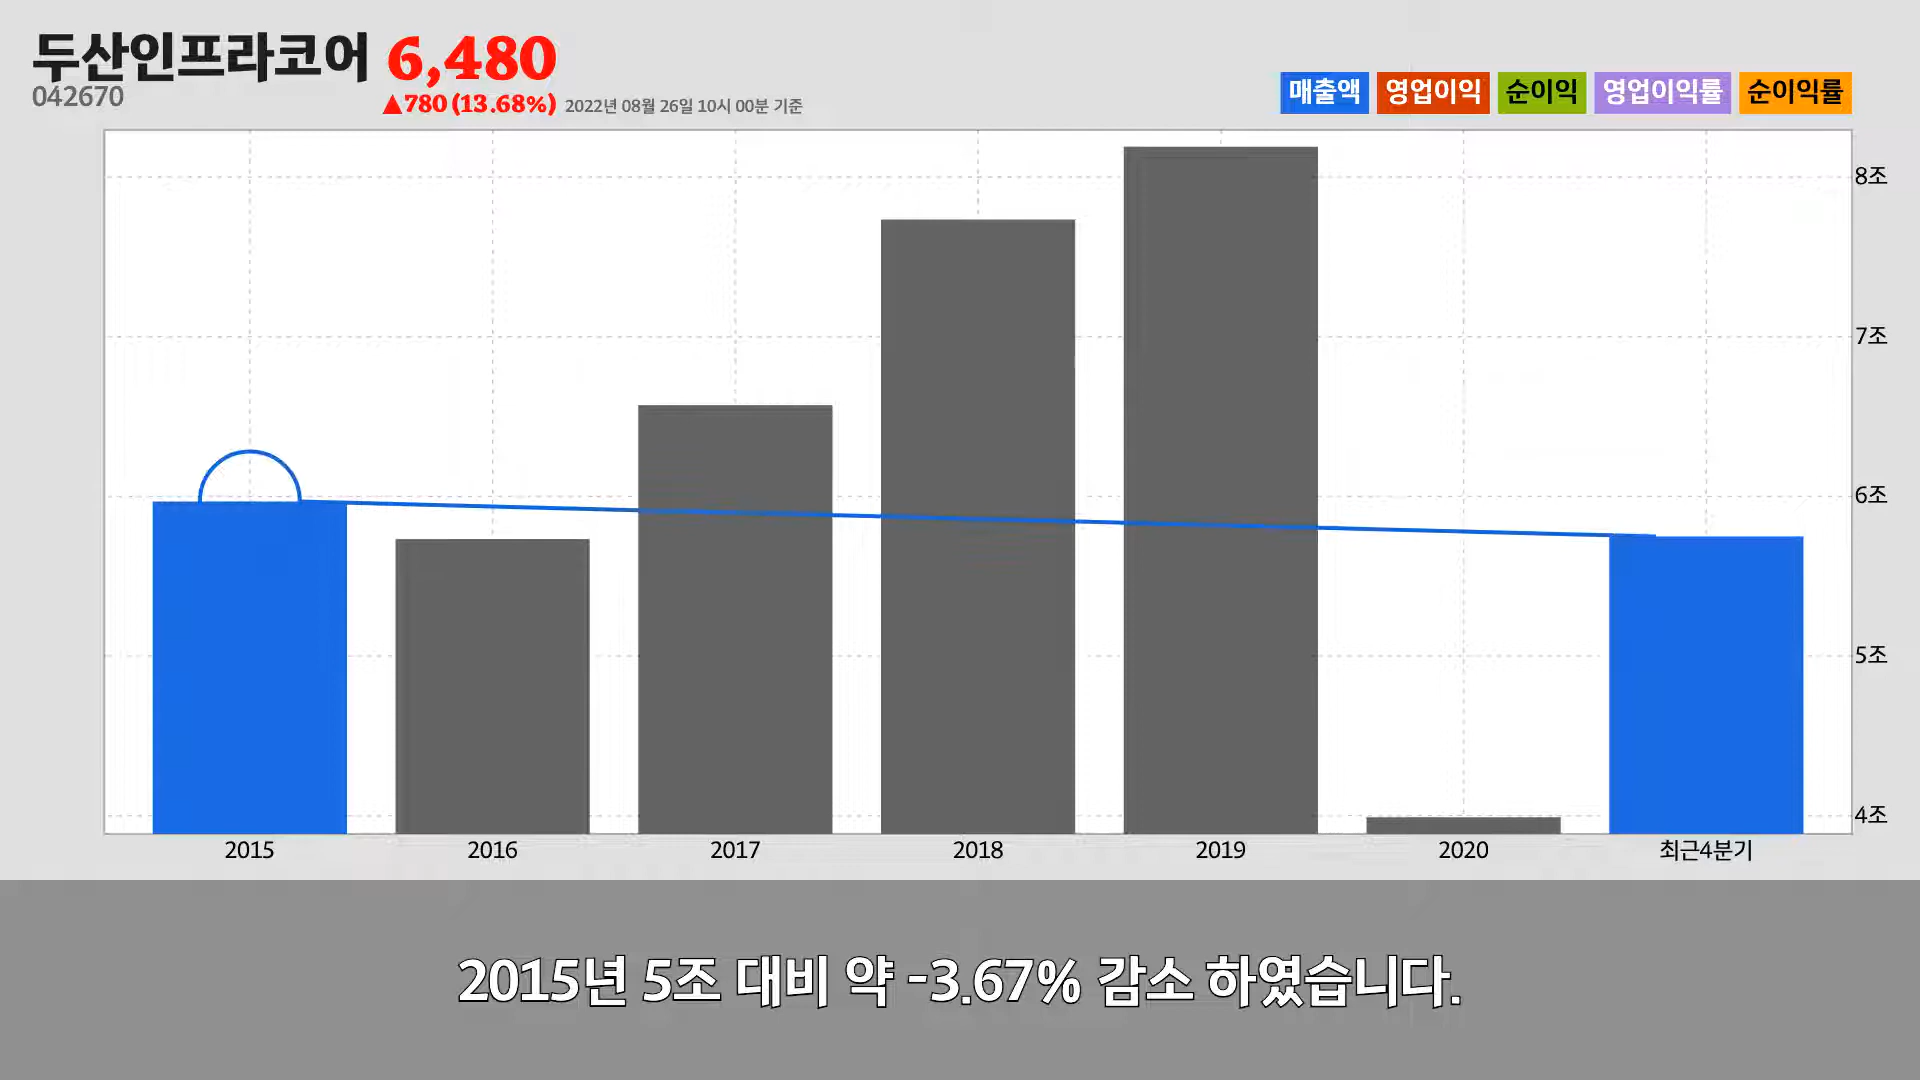 두산인프라코어 6,480
042670
▲780 (13.68%) 2022년 08월 26일 10시 00분 기준
매출액 영업이익 순이익 영업이익률 순이익률
8조
7조
6조
5조
4조
2015 2016 2017 2018 2019 2020 최근4분기
2015년 5조 대비 약 -3.67% 감소 하였습니다.